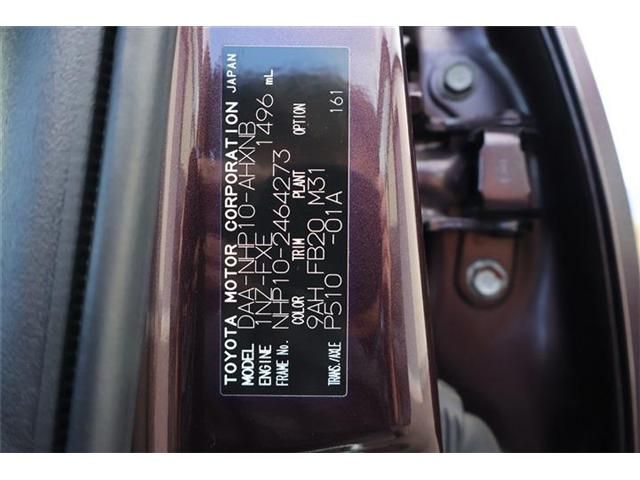 TOYOTA MOTOR CORPORATION JAPAN
MODEL DAA-NHP10-AHXNB
ENGINE 1NZ-FXE 1496 mL
FRAME No. NHP10-2464273
COLOR TRIM PLANT OPTION
9AH FB20 M31 161
TRANS./AXLE P510 -01A